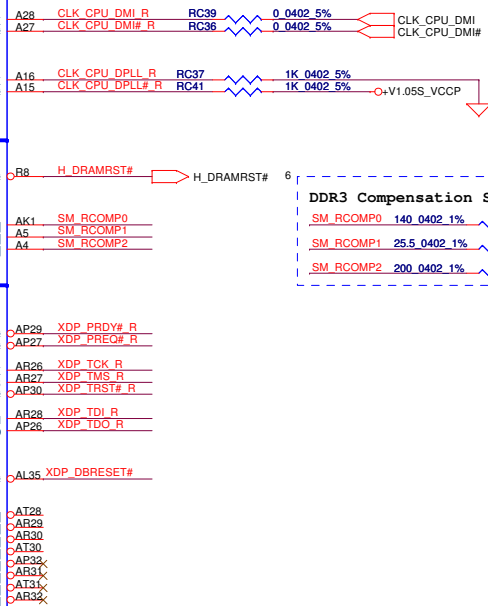 A28 CLK_CPU_DMI_R RC39 0_0402_5% CLK_CPU_DMI
A27 CLK_CPU_DMI#_R RC36 0_0402_5% CLK_CPU_DMI#
A16 CLK_CPU_DPLL_R RC37 1K_0402_5%
A15 CLK_CPU_DPLL#_R RC41 1K_0402_5% +V1.05S_VCCP
R8 H_DRAMRST# H_DRAMRST# 6
DDR3 Compensation S
AK1 SM_RCOMP0 SM_RCOMP0 140_0402_1%
A5 SM_RCOMP1 SM_RCOMP1 25.5_0402_1%
A4 SM_RCOMP2 SM_RCOMP2 200_0402_1%
AP29 XDP_PRDY#_R
AP27 XDP_PREQ#_R
AR26 XDP_TCK_R
AR27 XDP_TMS_R
AP30 XDP_TRST#_R
AR28 XDP_TDI_R
AP26 XDP_TDO_R
AL35 XDP_DBRESET#
AT28
AR29
AR30
AT30
AP32
AR31
AT31
AR32